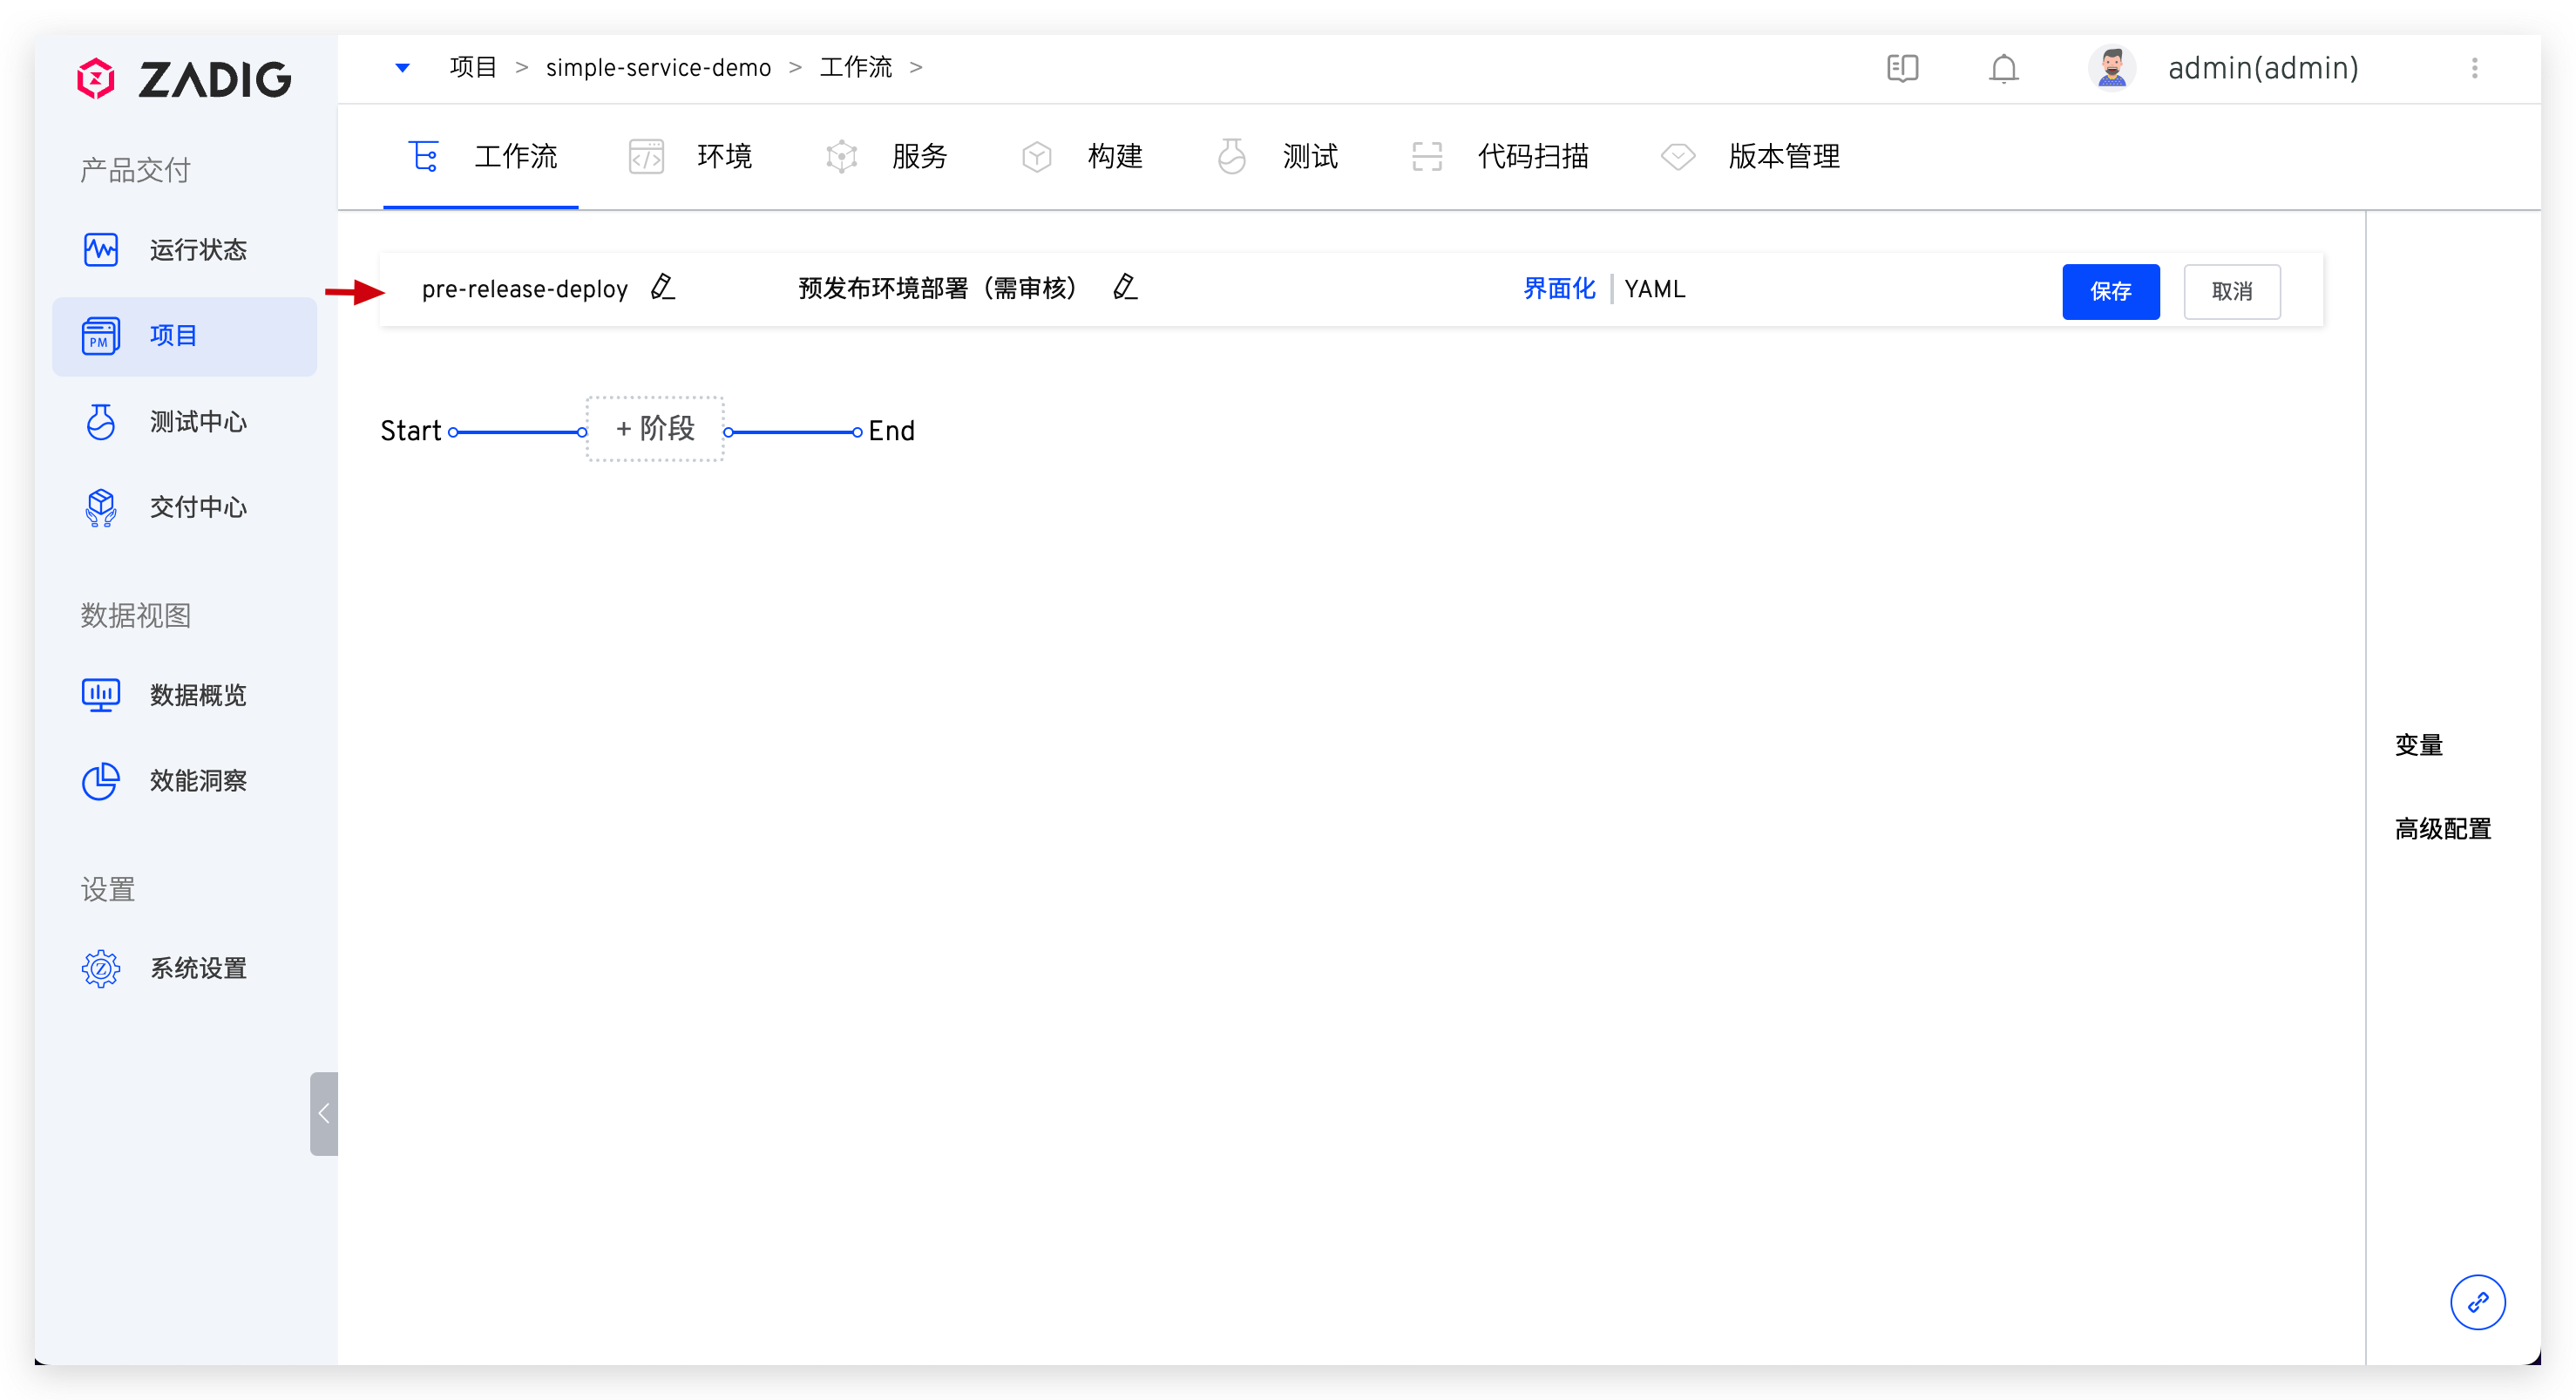 ZADIG
产品交付
运行状态
PM
项目
测试中心
交付中心
数据视图
数据概览
效能洞察
设置
系统设置
项目 > simple-service-demo > 工作流 >
admin(admin)
工作流 环境 服务 构建 测试 代码扫描 版本管理
pre-release-deploy 预发布环境部署（需审核） 界面化 | YAML 保存 取消
Start + 阶段 End
变量
高级配置